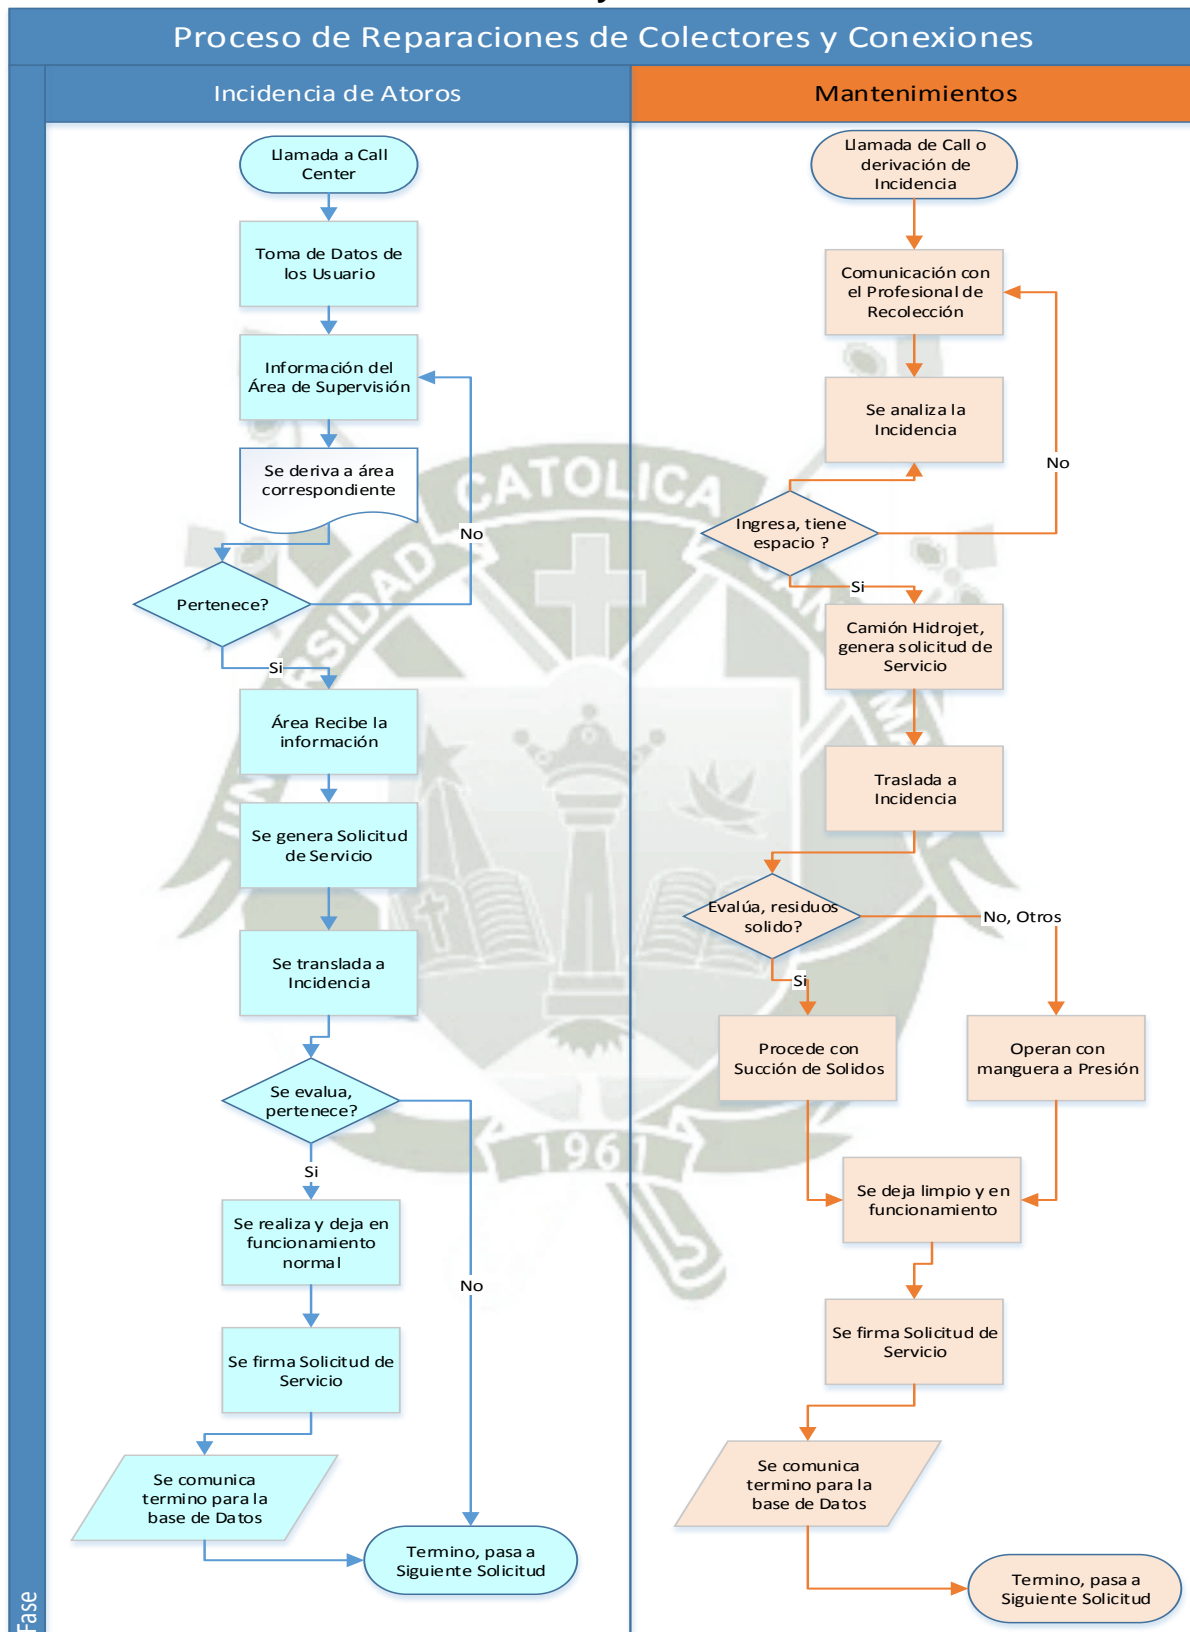 Proceso de Reparaciones de Colectores y Conexiones
Incidencia de Atoros
Llamada a Call
Center
Toma de Datos de
los Usuario
Información del
Área de Supervisión
Se deriva a área
correspondiente
No
Pertenece?
Si
Área Recibe la
información
Se genera Solicitud
de Servicio
Se translada a
Incidencia
Se evalua,
pertenece?
Si
Se realiza y deja en
funcionamiento
normal
No
Se firma Solicitud de
Servicio
Se comunica
termino para la
base de Datos
Termino, pasa a
Siguiente Solicitud
Mantenimientos
Llamada de Call o
derivación de
Incidencia
Comunicación con
el Profesional de
Recolección
Se analiza la
Incidencia
No
Ingresa, tiene
espacio ?
Si
Camión Hidrojet,
genera solicitud de
Servicio
Traslada a
Incidencia
Evalúa, residuos
solido?
No, Otros
Si
Procede con
Succión de Solidos
Operan con
manguera a Presión
Se deja limpio y en
funcionamiento
Se firma Solicitud de
Servicio
Se comunica
termino para la
base de Datos
Termino, pasa a
Siguiente Solicitud
Fase
CATOLICA
1961